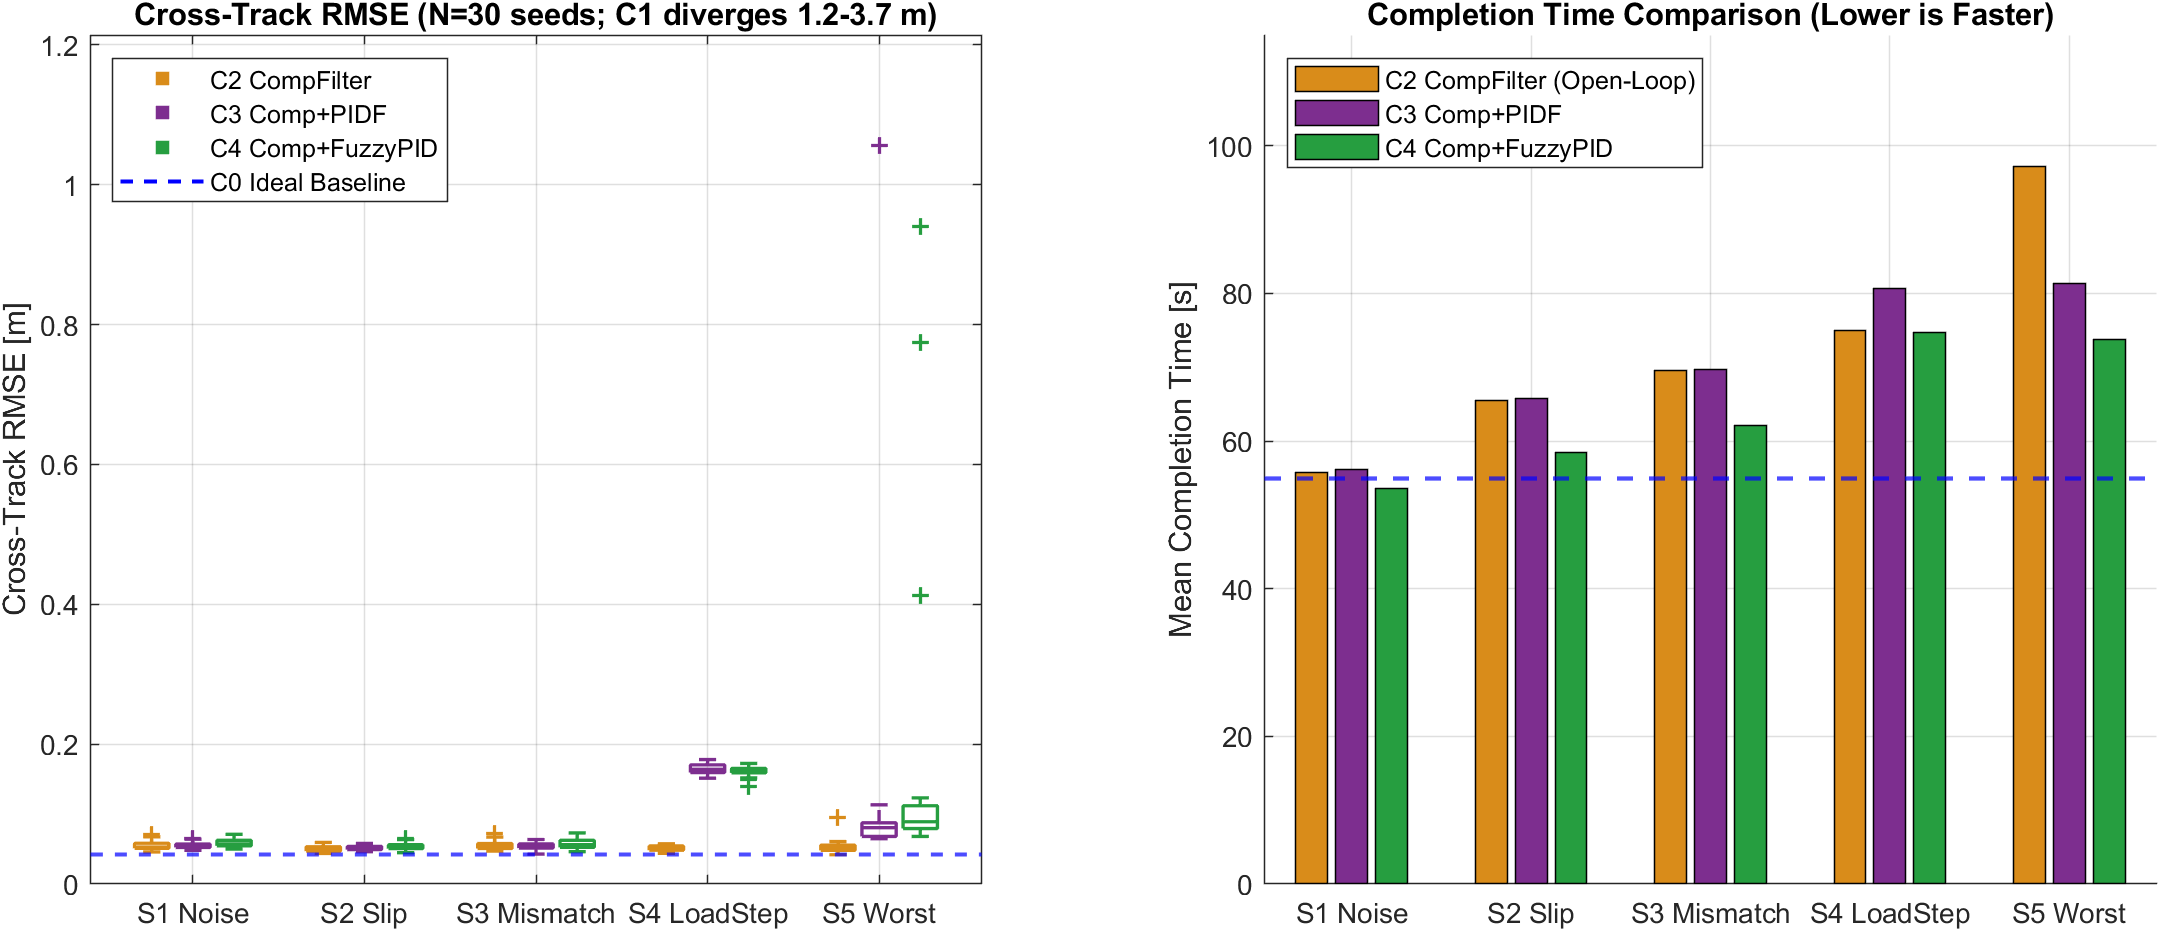 Cross-Track RMSE (N=30 seeds; C1 diverges 1.2-3.7 m)
C2 CompFilter
C3 Comp+PIDF
C4 Comp+FuzzyPID
C0 Ideal Baseline
Cross-Track RMSE [m]
1.2
1
0.8
0.6
0.4
0.2
0
S1 Noise
S2 Slip
S3 Mismatch
S4 LoadStep
S5 Worst
Completion Time Comparison (Lower is Faster)
C2 CompFilter (Open-Loop)
C3 Comp+PIDF
C4 Comp+FuzzyPID
Mean Completion Time [s]
100
80
60
40
20
0
S1 Noise
S2 Slip
S3 Mismatch
S4 LoadStep
S5 Worst